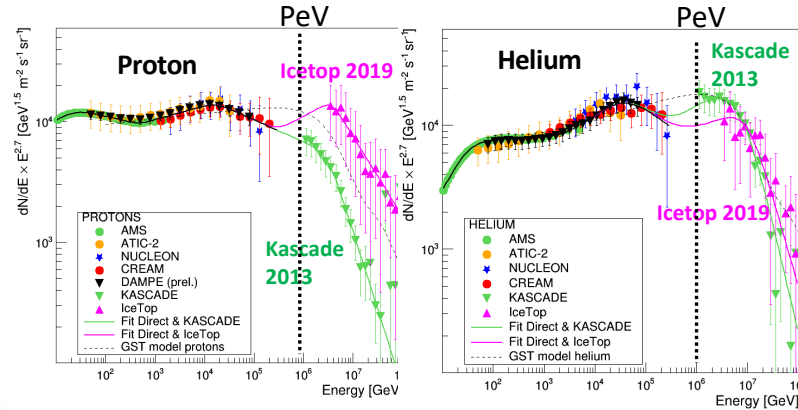 PeV
Proton
Icetop 2019
Kascade
2013
dN/dE × E^2.7 [GeV^1.5 m^-2 s^-1 sr^-1]
10^4
10^3
PROTONS
AMS
ATIC-2
NUCLEON
CREAM
DAMPE (prel.)
KASCADE
IceTop
Fit Direct & KASCADE
Fit Direct & IceTop
GST model protons
10^2 10^3 10^4 10^5 10^6 10^7
Energy [GeV]
PeV
Helium
Kascade
2013
Icetop 2019
dN/dE × E^2.7 [GeV^1.5 m^-2 s^-1 sr^-1]
10^4
10^3
HELIUM
AMS
ATIC-2
NUCLEON
CREAM
KASCADE
IceTop
Fit Direct & KASCADE
Fit Direct & IceTop
GST model helium
10^2 10^3 10^4 10^5 10^6 10^7
Energy [GeV]